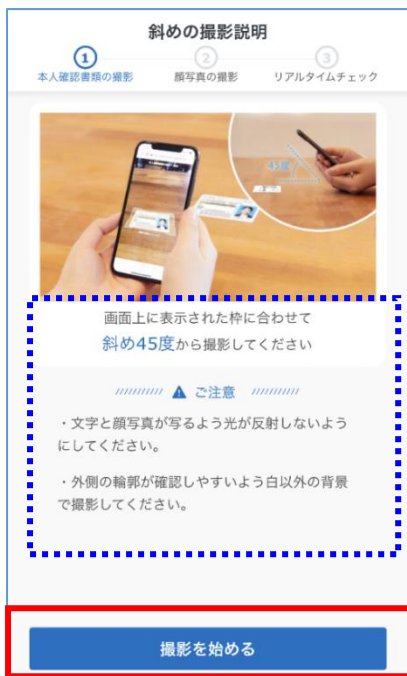 斜めの撮影説明
1 2 3
本人確認書類の撮影 顔写真の撮影 リアルタイムチェック
45度
画面上に表示された枠に合わせて
斜め45度から撮影してください
ご注意
・文字と顔写真が写るよう光が反射しないよう
にしてください。
・外側の輪郭が確認しやすいよう白以外の背景
で撮影してください。
撮影を始める